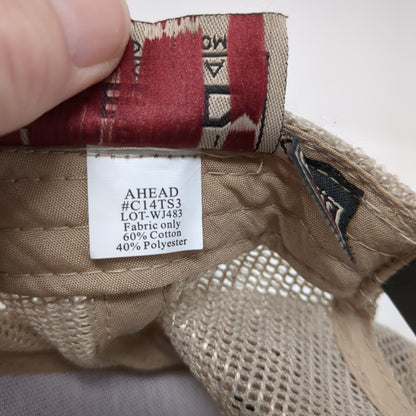 AHEAD
#C14TS3
LOT-WJ483
Fabric only
60% Cotton
40% Polyester